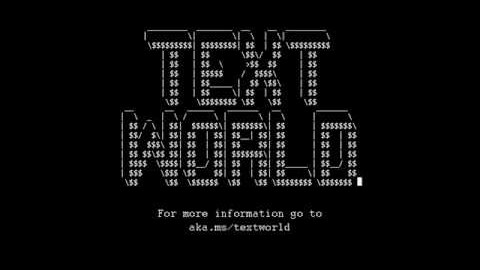 TEXT
WORLD
For more information go to
aka.ms/textworld